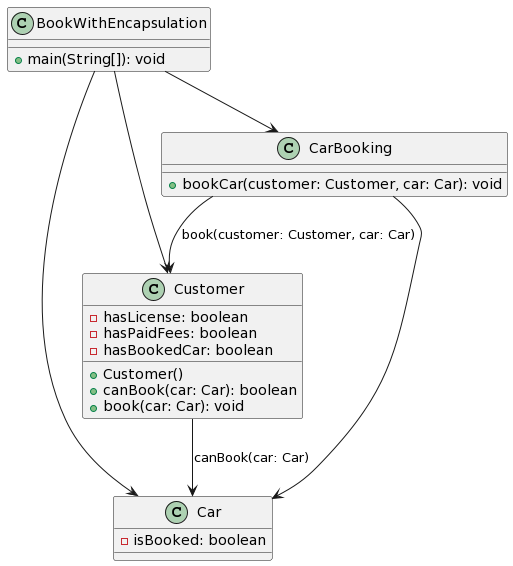 C BookWithEncapsulation
main(String[]): void
C CarBooking
bookCar(customer: Customer, car: Car): void
book(customer: Customer, car: Car)
C Customer
hasLicense: boolean
hasPaidFees: boolean
hasBookedCar: boolean
Customer()
canBook(car: Car): boolean
book(car: Car): void
canBook(car: Car)
C Car
isBooked: boolean